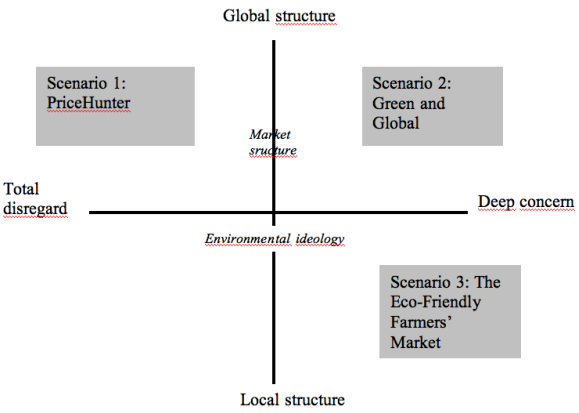 Global structure
Scenario 1:
PriceHunter
Scenario 2:
Green and
Global
Market
sructure
Total
disregard
Deep concern
Environmental ideology
Scenario 3: The
Eco-Friendly
Farmers’
Market
Local structure